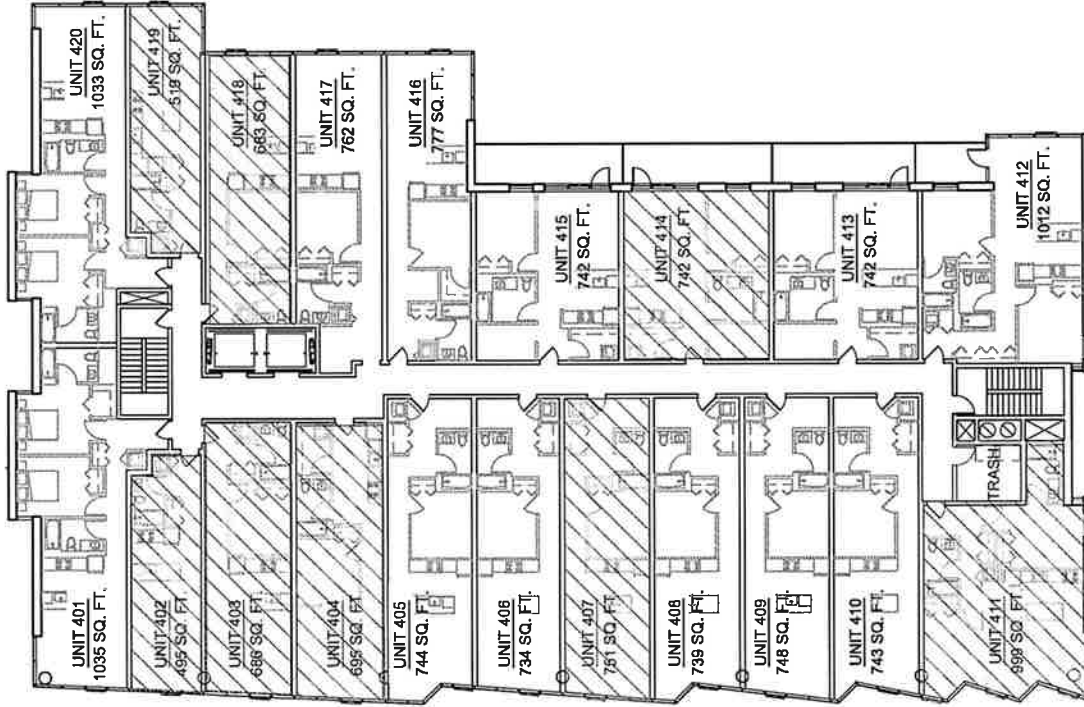 UNIT 420
1033 SQ. FT.
UNIT 419
519 SQ. FT.
UNIT 418
683 SQ. FT.
UNIT 417
762 SQ. FT.
UNIT 416
777 SQ. FT.
UNIT 415
742 SQ. FT.
UNIT 414
742 SQ. FT.
UNIT 413
742 SQ. FT.
UNIT 412
1012 SQ. FT.
UNIT 401
1035 SQ. FT.
UNIT 402
495 SQ. FT.
UNIT 403
686 SQ. FT.
UNIT 404
695 SQ. FT.
UNIT 405
744 SQ. FT.
UNIT 406
734 SQ. FT.
UNIT 407
751 SQ. FT.
UNIT 408
739 SQ. FT.
UNIT 409
748 SQ. FT.
UNIT 410
743 SQ. FT.
UNIT 411
999 SQ. FT.
TRASH